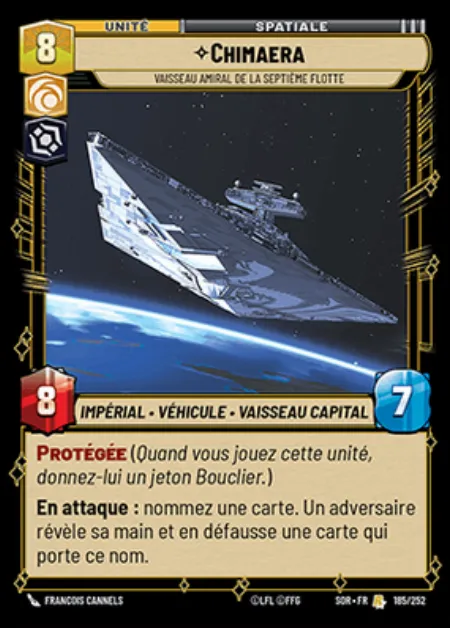 UNITÉ
SPATIALE
8
CHIMAERA
VAISSEAU AMIRAL DE LA SEPTIÈME FLOTTE
8
IMPÉRIAL • VÉHICULE • VAISSEAU CAPITAL
7
PROTÉGÉE (Quand vous jouez cette unité,
donnez-lui un jeton Bouclier.)
En attaque : nommez une carte. Un adversaire
révèle sa main et en défausse une carte qui
porte ce nom.
FRANCOIS CANNELS
©LFL ©FFG
SOR • FR
185/252